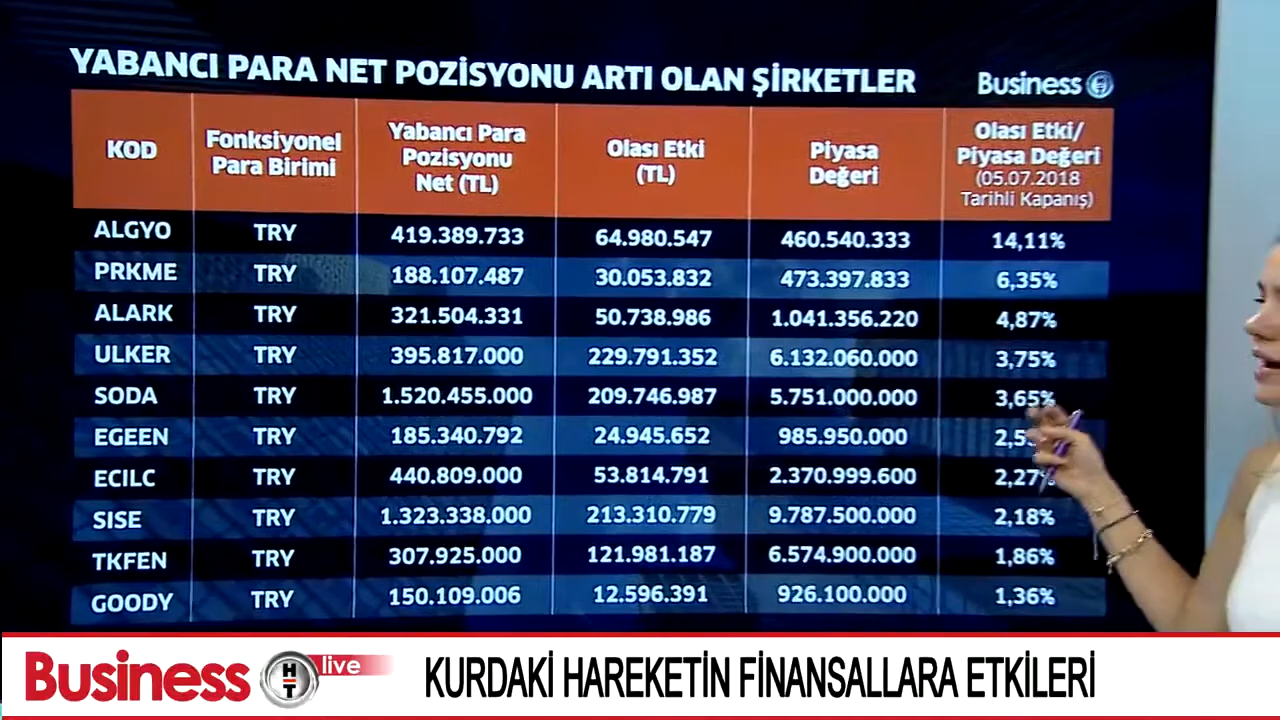 YABANCI PARA NET POZİSYONU ARTI OLAN ŞİRKETLER
Business HT
KOD
Fonksiyonel
Para Birimi
Yabancı Para
Pozisyonu
Net (TL)
Olası Etki
(TL)
Piyasa
Değeri
Olası Etki/
Piyasa Değeri
(05.07.2018
Tarihli Kapanış)
ALGYO TRY 419.389.733 64.980.547 460.540.333 14,11%
PRKME TRY 188.107.487 30.053.832 473.397.833 6,35%
ALARK TRY 321.504.331 50.738.986 1.041.356.220 4,87%
ULKER TRY 395.817.000 229.791.352 6.132.060.000 3,75%
SODA TRY 1.520.455.000 209.746.987 5.751.000.000 3,65%
EGEEN TRY 185.340.792 24.945.652 985.950.000
ECILC TRY 440.809.000 53.814.791 2.370.999.600 2,27%
SISE TRY 1.323.338.000 213.310.779 9.787.500.000 2,18%
TKFEN TRY 307.925.000 121.981.187 6.574.900.000 1,86%
GOODY TRY 150.109.006 12.596.391 926.100.000 1,36%
Business HT live
KURDAKİ HAREKETİN FİNANSALLARA ETKİLERİ